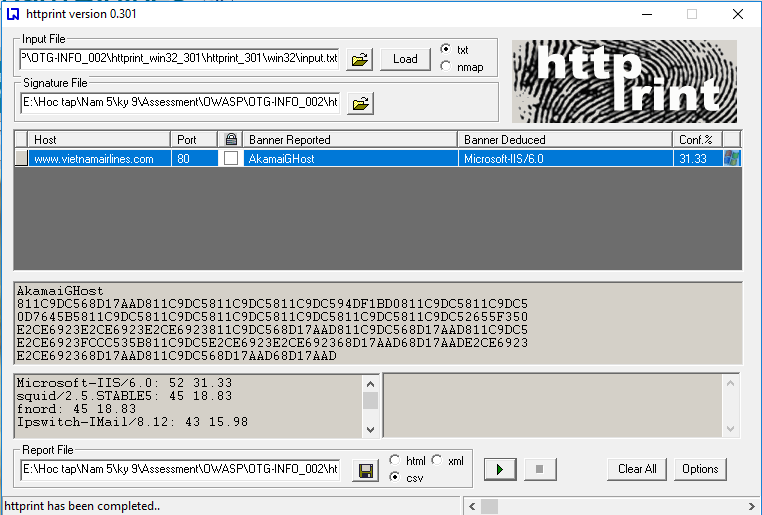 httprint version 0.301
Input File
P\OTG-INFO_002\httprint_win32_301\httprint_301\win32\input.txt
Load
txt
nmap
http
print
Signature File
E:\Hoc tap\Nam 5\ky 9\Assessment\OWASP\OTG-INFO_002\ht
Host Port Banner Reported Banner Deduced Conf.%
www.vietnamairlines.com 80 AkamaiGHost Microsoft-IIS/6.0 31.33
AkamaiGHost
811C9DC568D17AAD811C9DC5811C9DC5811C9DC594DF1BD0811C9DC5811C9DC5
0D7645B5811C9DC5811C9DC5811C9DC5811C9DC5811C9DC5811C9DC52655F350
E2CE6923E2CE6923E2CE6923811C9DC568D17AAD811C9DC568D17AAD811C9DC5
E2CE6923FCCC535B811C9DC5E2CE6923E2CE692368D17AAD68D17AADE2CE6923
E2CE692368D17AAD811C9DC568D17AAD68D17AAD
Microsoft-IIS/6.0: 52 31.33
squid/2.5.STABLE5: 45 18.83
fnord: 45 18.83
Ipswitch-IMail/8.12: 43 15.98
Report File
E:\Hoc tap\Nam 5\ky 9\Assessment\OWASP\OTG-INFO_002\ht
html
xml
csv
Clear All
Options
httprint has been completed..